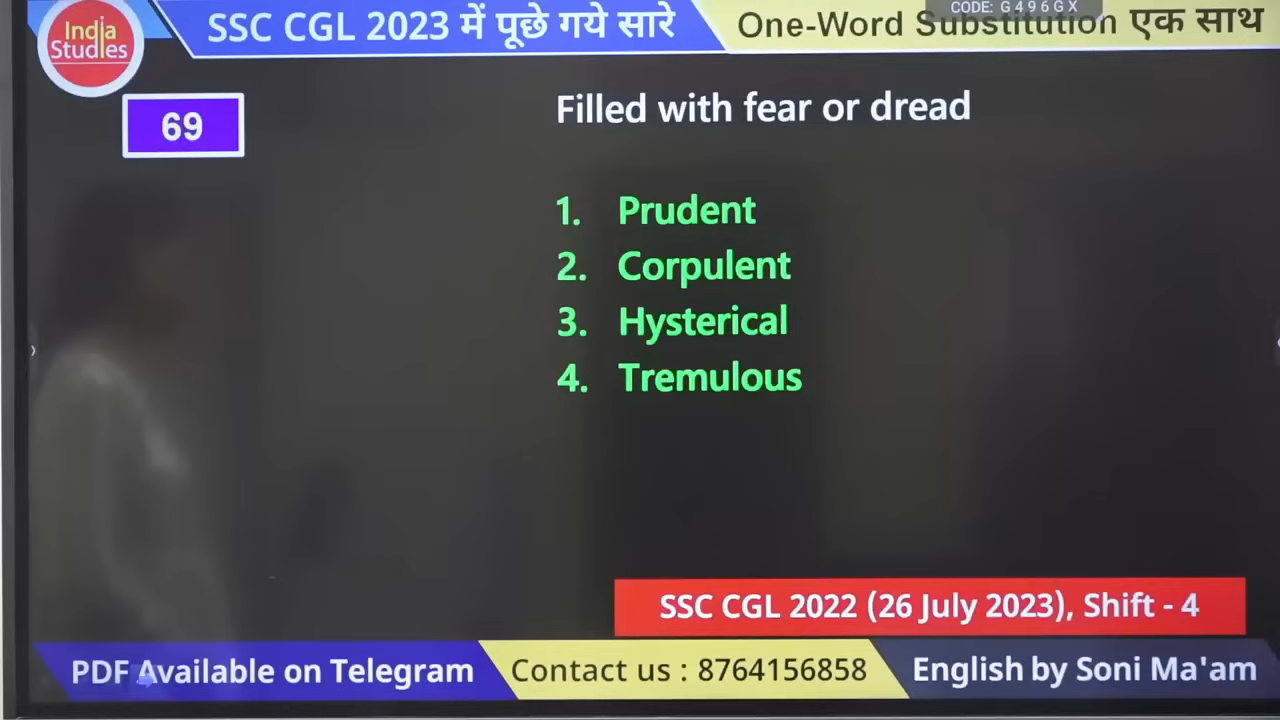 India
Studies
SSC CGL 2023 में पूछे गये सारे
One-Word Substitution एक साथ
CODE: G496GX
69
Filled with fear or dread
1. Prudent
2. Corpulent
3. Hysterical
4. Tremulous
SSC CGL 2022 (26 July 2023), Shift - 4
PDF Available on Telegram
Contact us : 8764156858
English by Soni Ma'am